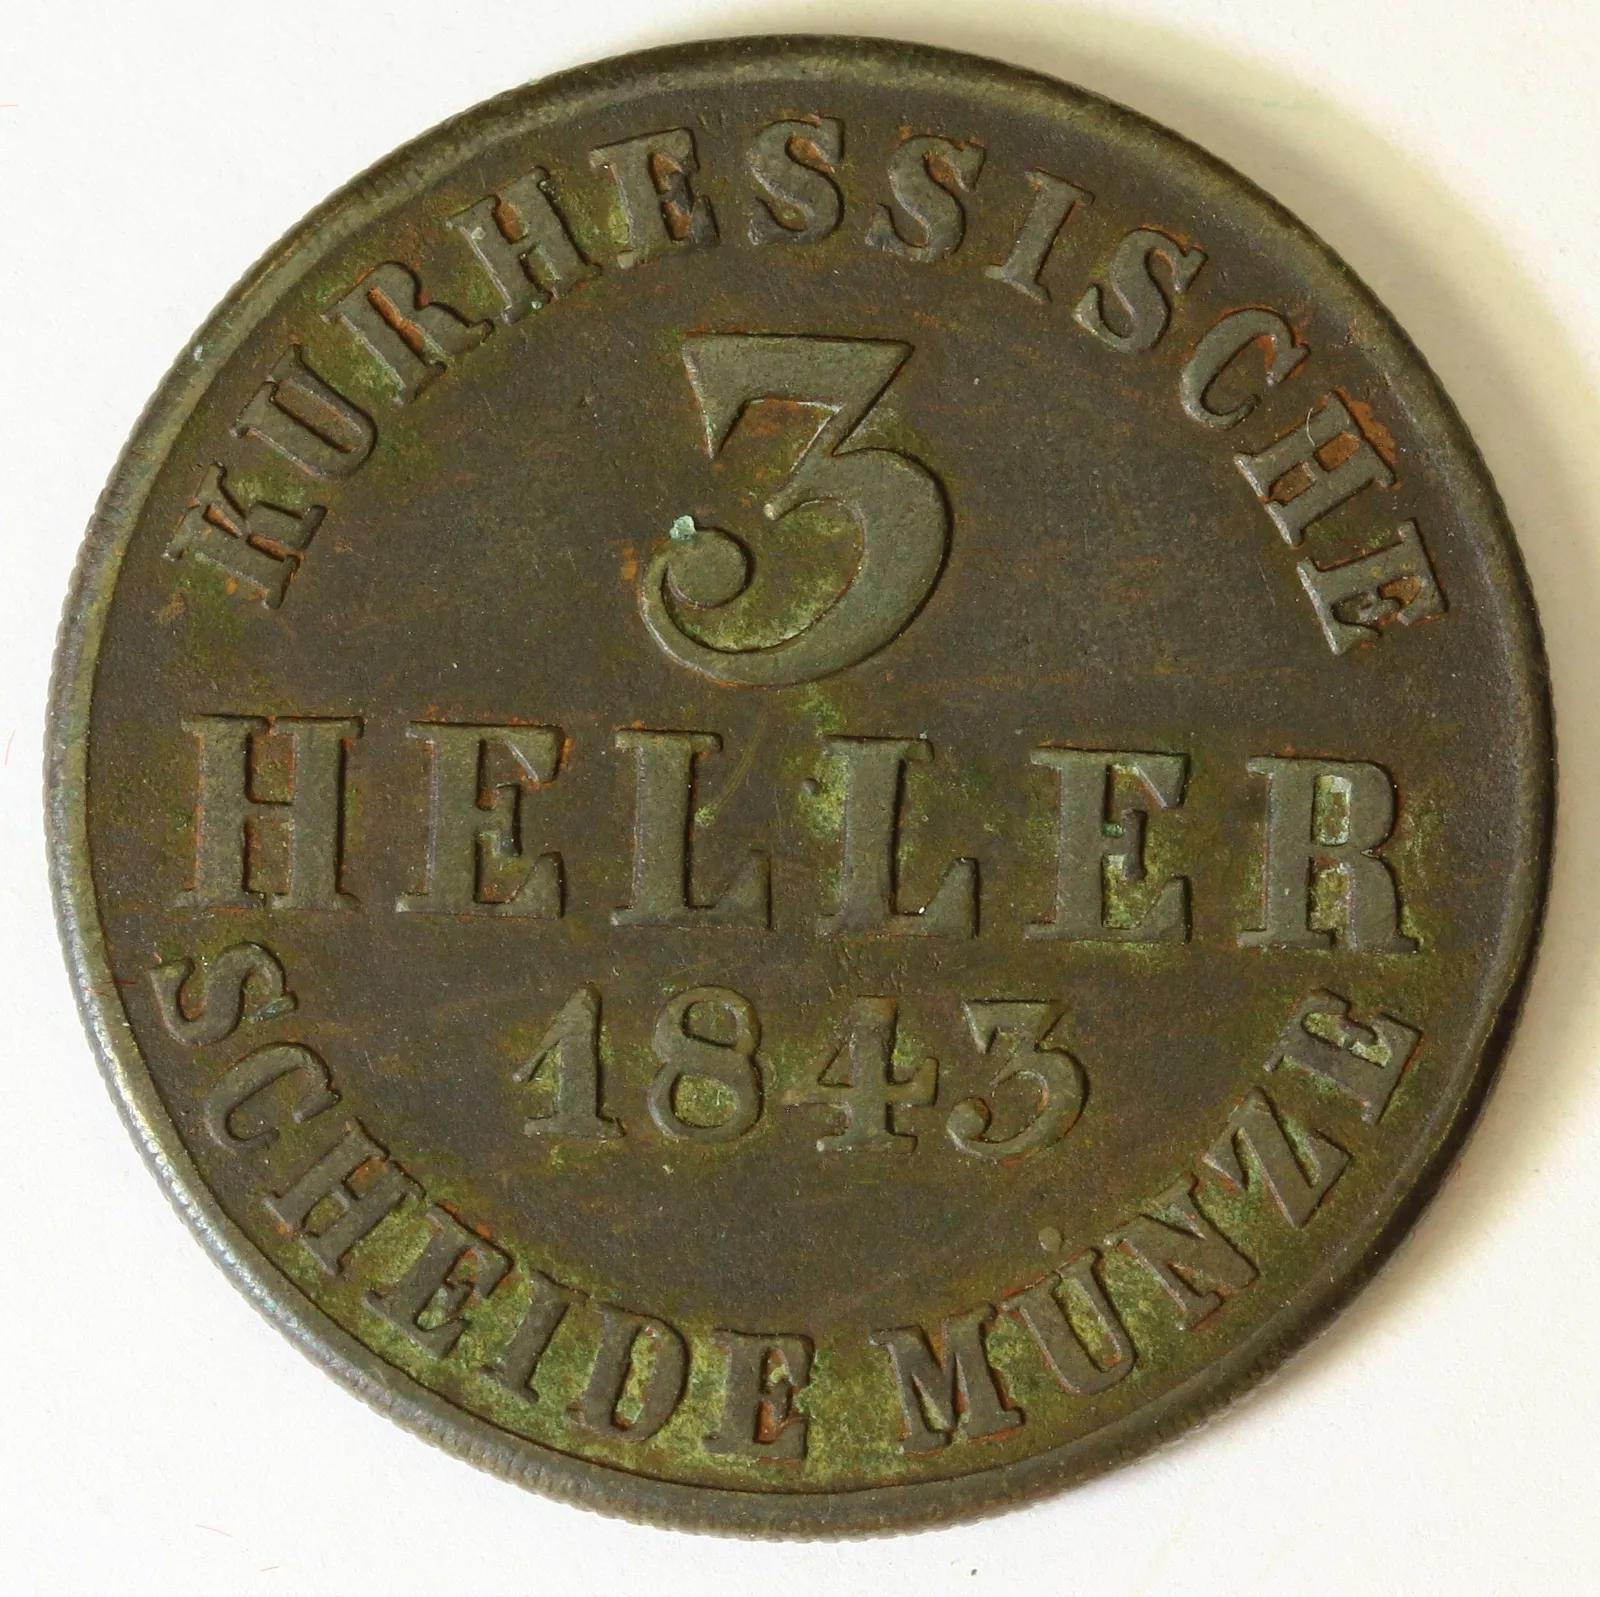 KURHESSISCHE
3
HELLER
1843
SCHEIDE MÜNZE